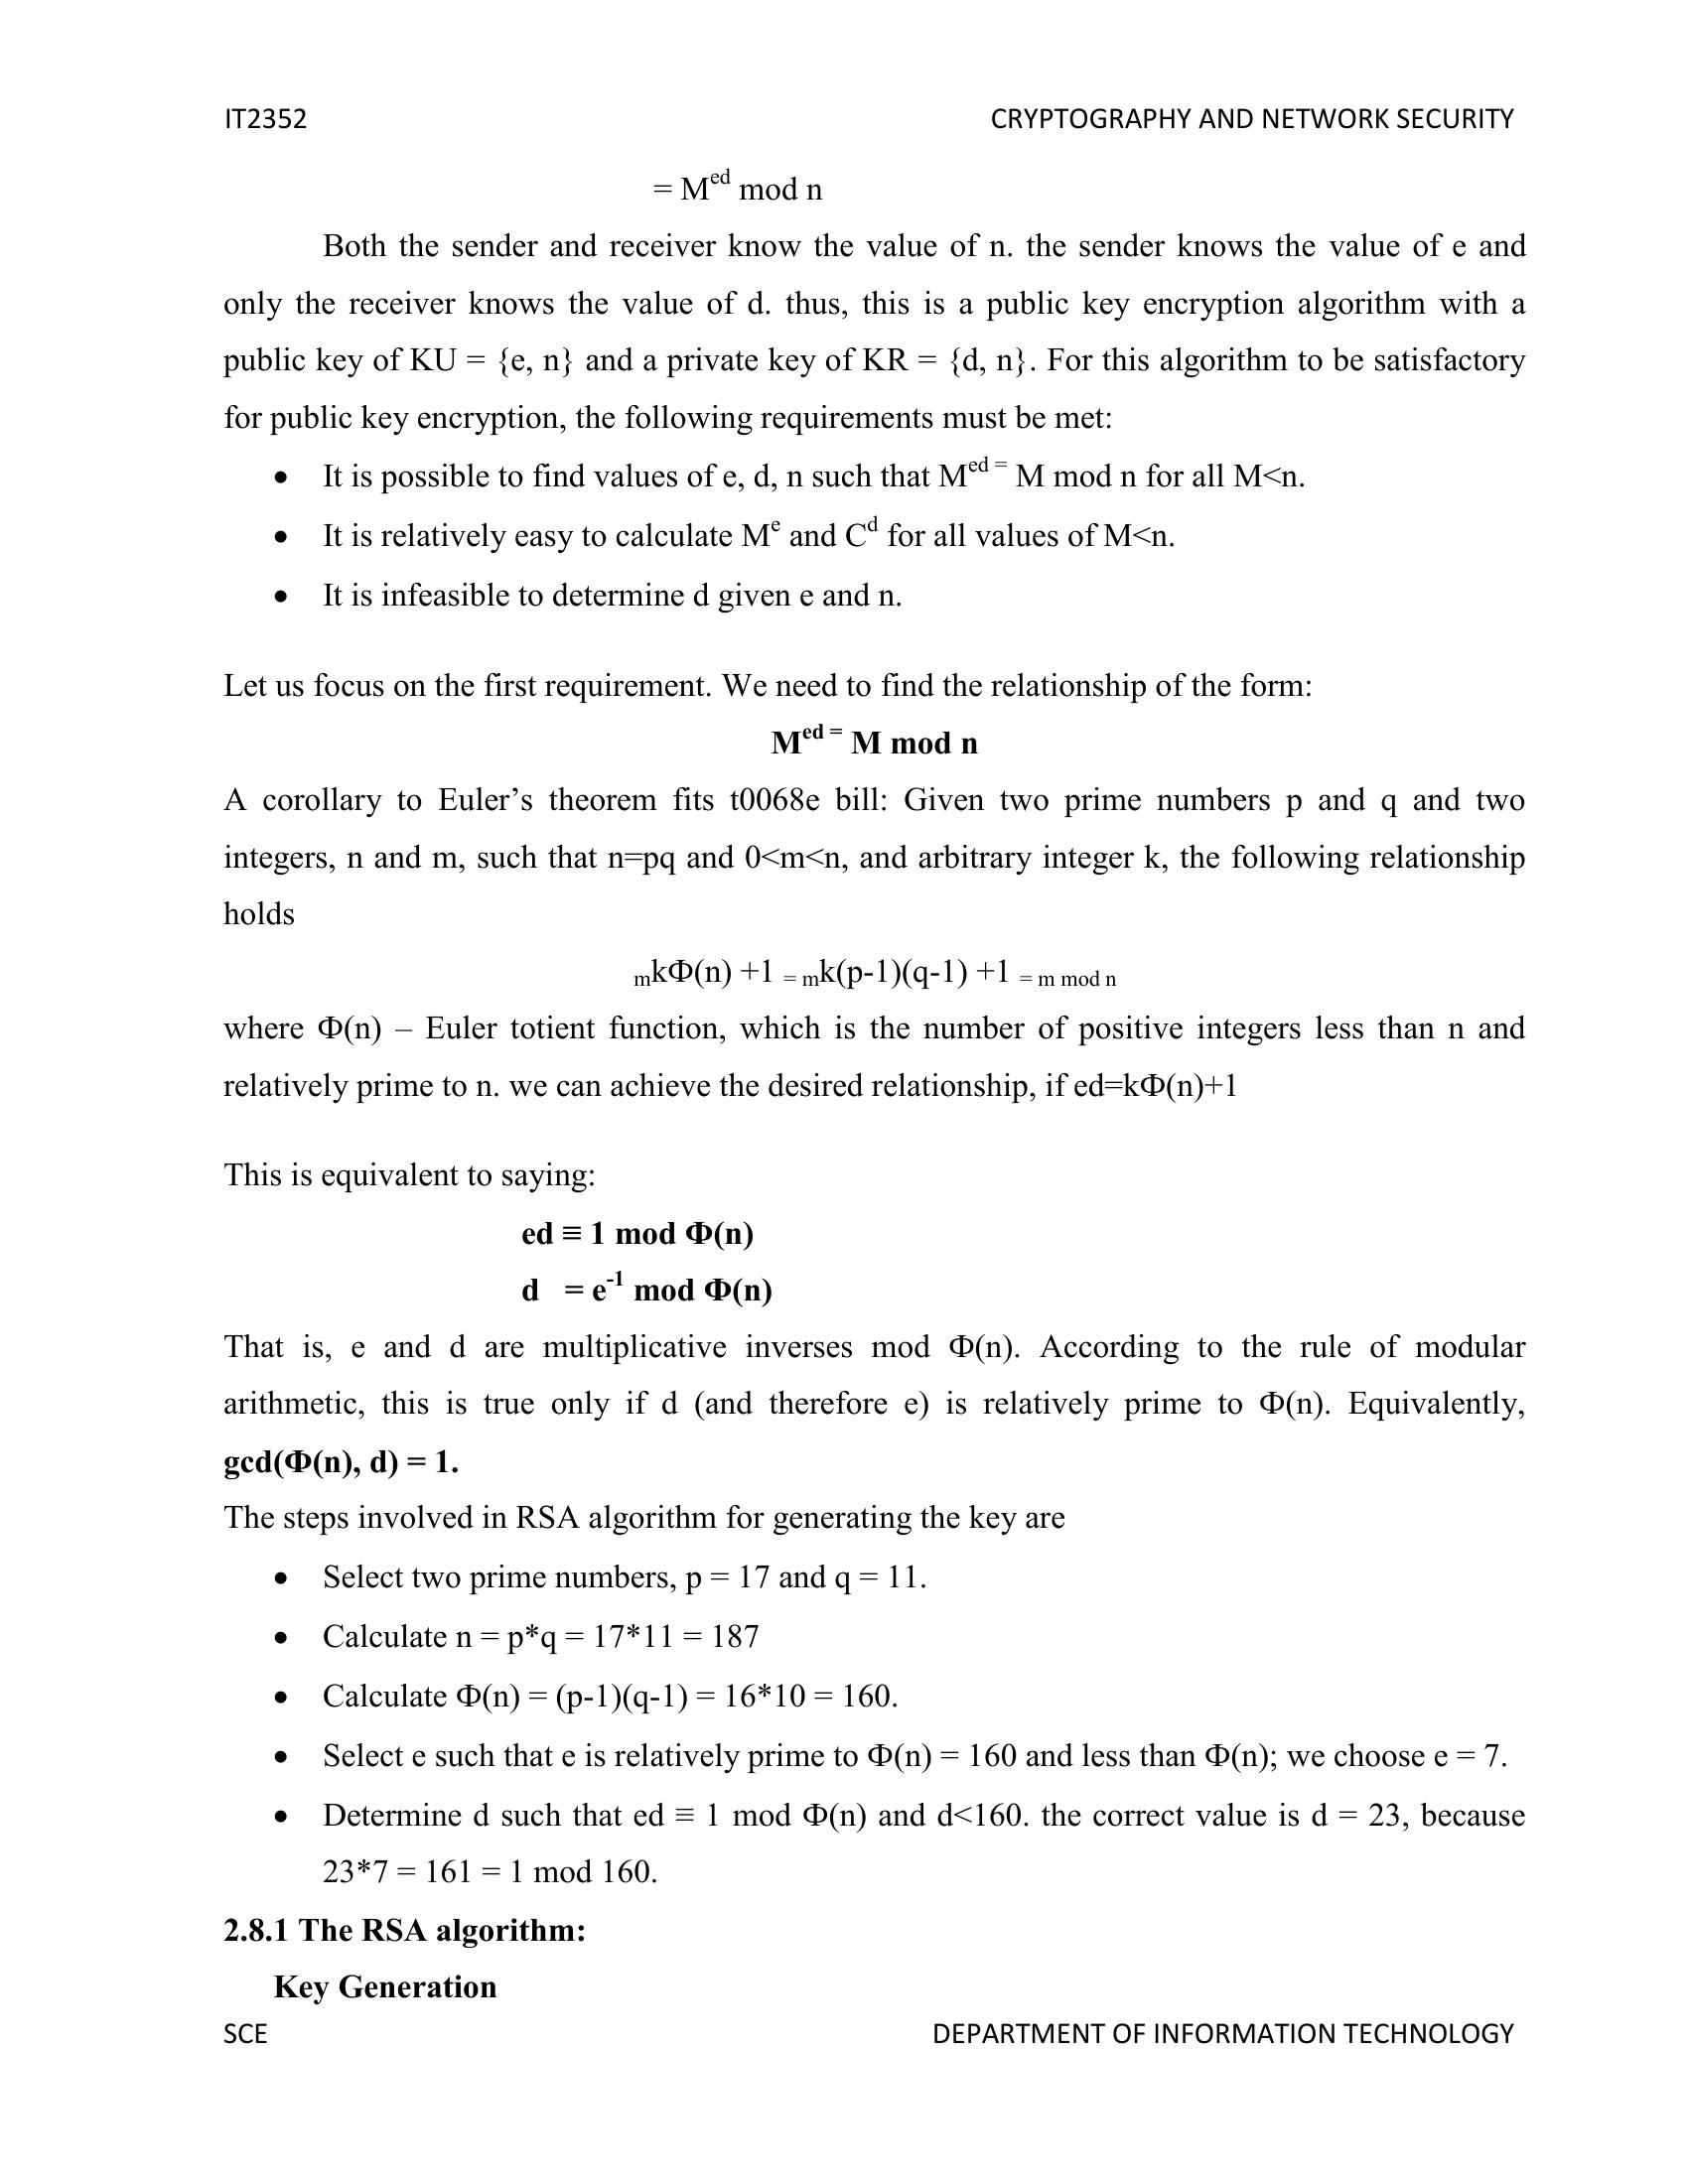 IT2352 CRYPTOGRAPHY AND NETWORK SECURITY
= M^ed mod n
Both the sender and receiver know the value of n. the sender knows the value of e and
only the receiver knows the value of d. thus, this is a public key encryption algorithm with a
public key of KU = {e, n} and a private key of KR = {d, n}. For this algorithm to be satisfactory
for public key encryption, the following requirements must be met:
• It is possible to find values of e, d, n such that M^ed = M mod n for all M<n.
• It is relatively easy to calculate M^e and C^d for all values of M<n.
• It is infeasible to determine d given e and n.
Let us focus on the first requirement. We need to find the relationship of the form:
M^ed = M mod n
A corollary to Euler’s theorem fits t0068e bill: Given two prime numbers p and q and two
integers, n and m, such that n=pq and 0<m<n, and arbitrary integer k, the following relationship
holds
mkΦ(n) +1 = mk(p-1)(q-1) +1 = m mod n
where Φ(n) – Euler totient function, which is the number of positive integers less than n and
relatively prime to n. we can achieve the desired relationship, if ed=kΦ(n)+1
This is equivalent to saying:
ed ≡ 1 mod Φ(n)
d = e^-1 mod Φ(n)
That is, e and d are multiplicative inverses mod Φ(n). According to the rule of modular
arithmetic, this is true only if d (and therefore e) is relatively prime to Φ(n). Equivalently,
gcd(Φ(n), d) = 1.
The steps involved in RSA algorithm for generating the key are
• Select two prime numbers, p = 17 and q = 11.
• Calculate n = p*q = 17*11 = 187
• Calculate Φ(n) = (p-1)(q-1) = 16*10 = 160.
• Select e such that e is relatively prime to Φ(n) = 160 and less than Φ(n); we choose e = 7.
• Determine d such that ed ≡ 1 mod Φ(n) and d<160. the correct value is d = 23, because
23*7 = 161 = 1 mod 160.
2.8.1 The RSA algorithm:
Key Generation
SCE DEPARTMENT OF INFORMATION TECHNOLOGY